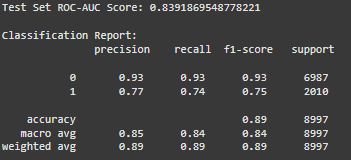 Test Set ROC-AUC Score: 0.8391869548778221
Classification Report:
precision recall f1-score support
0 0.93 0.93 0.93 6987
1 0.77 0.74 0.75 2010
accuracy 0.89 8997
macro avg 0.85 0.84 0.84 8997
weighted avg 0.89 0.89 0.89 8997